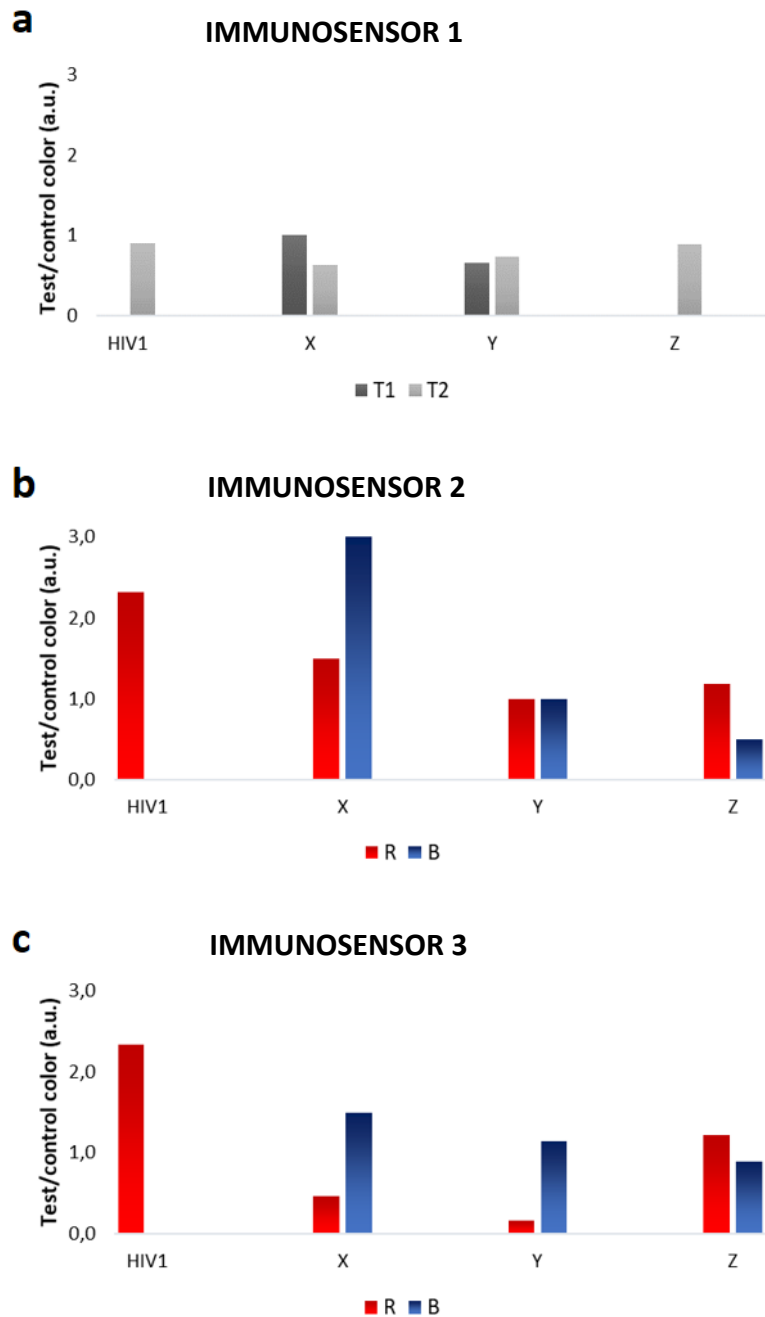 a
IMMUNOSENSOR 1
Test/control color (a.u.)
3
2
1
0
HIV1 X Y Z
T1 T2
b
IMMUNOSENSOR 2
Test/control color (a.u.)
3,0
2,0
1,0
0,0
HIV1 X Y Z
R B
c
IMMUNOSENSOR 3
Test/control color (a.u.)
3,0
2,0
1,0
0,0
HIV1 X Y Z
R B